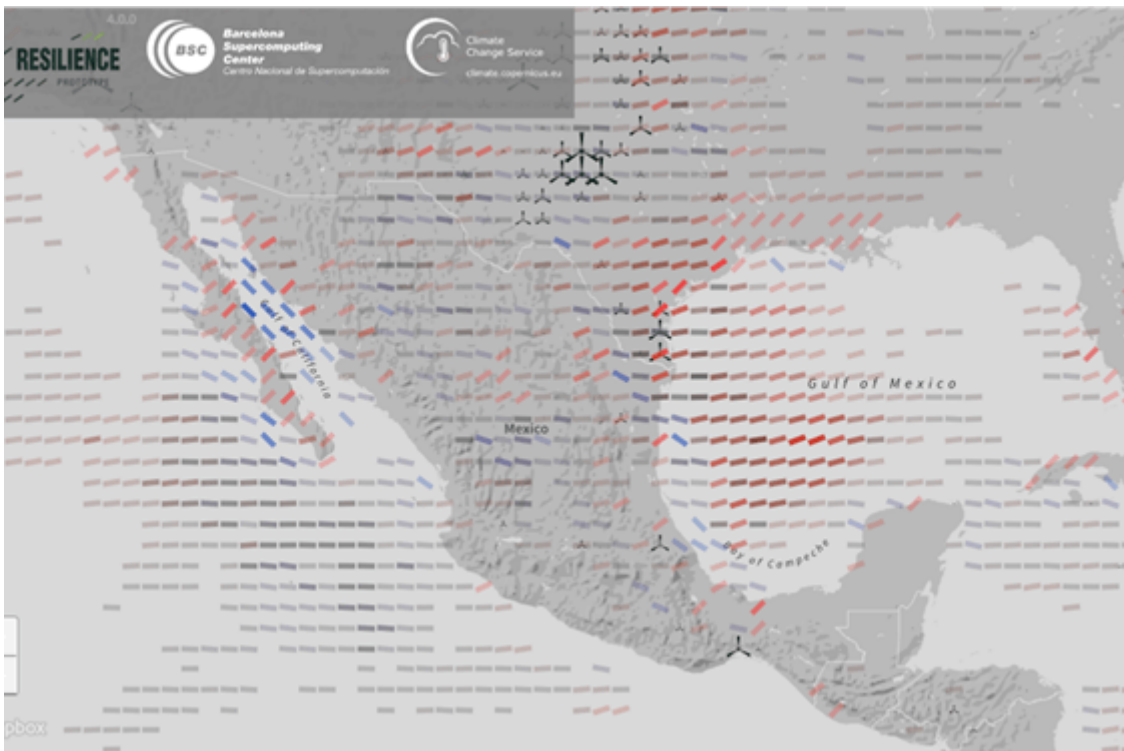 4.0.0
RESILIENCE
PROTOTYPE
BSC
Barcelona
Supercomputing
Center
Centro Nacional de Supercomputación
Climate
Change Service
climate.copernicus.eu
Gulf of California
Gulf of Mexico
Mexico
Bay of Campeche
pbox